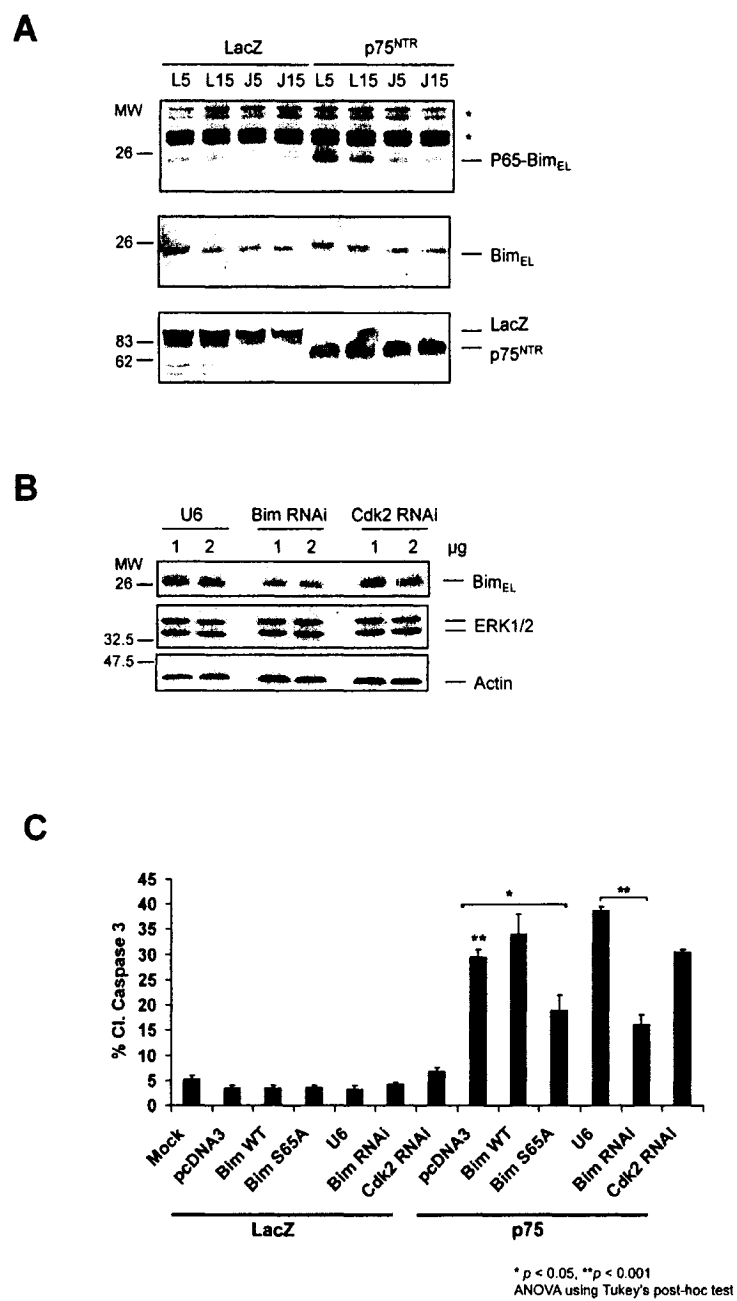 A
LacZ p75NTR
L5 L15 J5 J15 L5 L15 J5 J15
MW
*
*
26
P65-BimEL
26
BimEL
LacZ
83
p75NTR
62
B
U6 Bim RNAi Cdk2 RNAi
1 2 1 2 1 2 µg
MW
26
BimEL
ERK1/2
32.5
47.5
Actin
C
% Cl. Caspase 3
45
40
35
30
25
20
15
10
5
0
*
**
**
Mock
pcDNA3
Bim WT
Bim S65A
U6
Bim RNAi
Cdk2 RNAi
pcDNA3
Bim WT
Bim S65A
U6
Bim RNAi
Cdk2 RNAi
LacZ p75
* p < 0.05, **p < 0.001
ANOVA using Tukey's post-hoc test